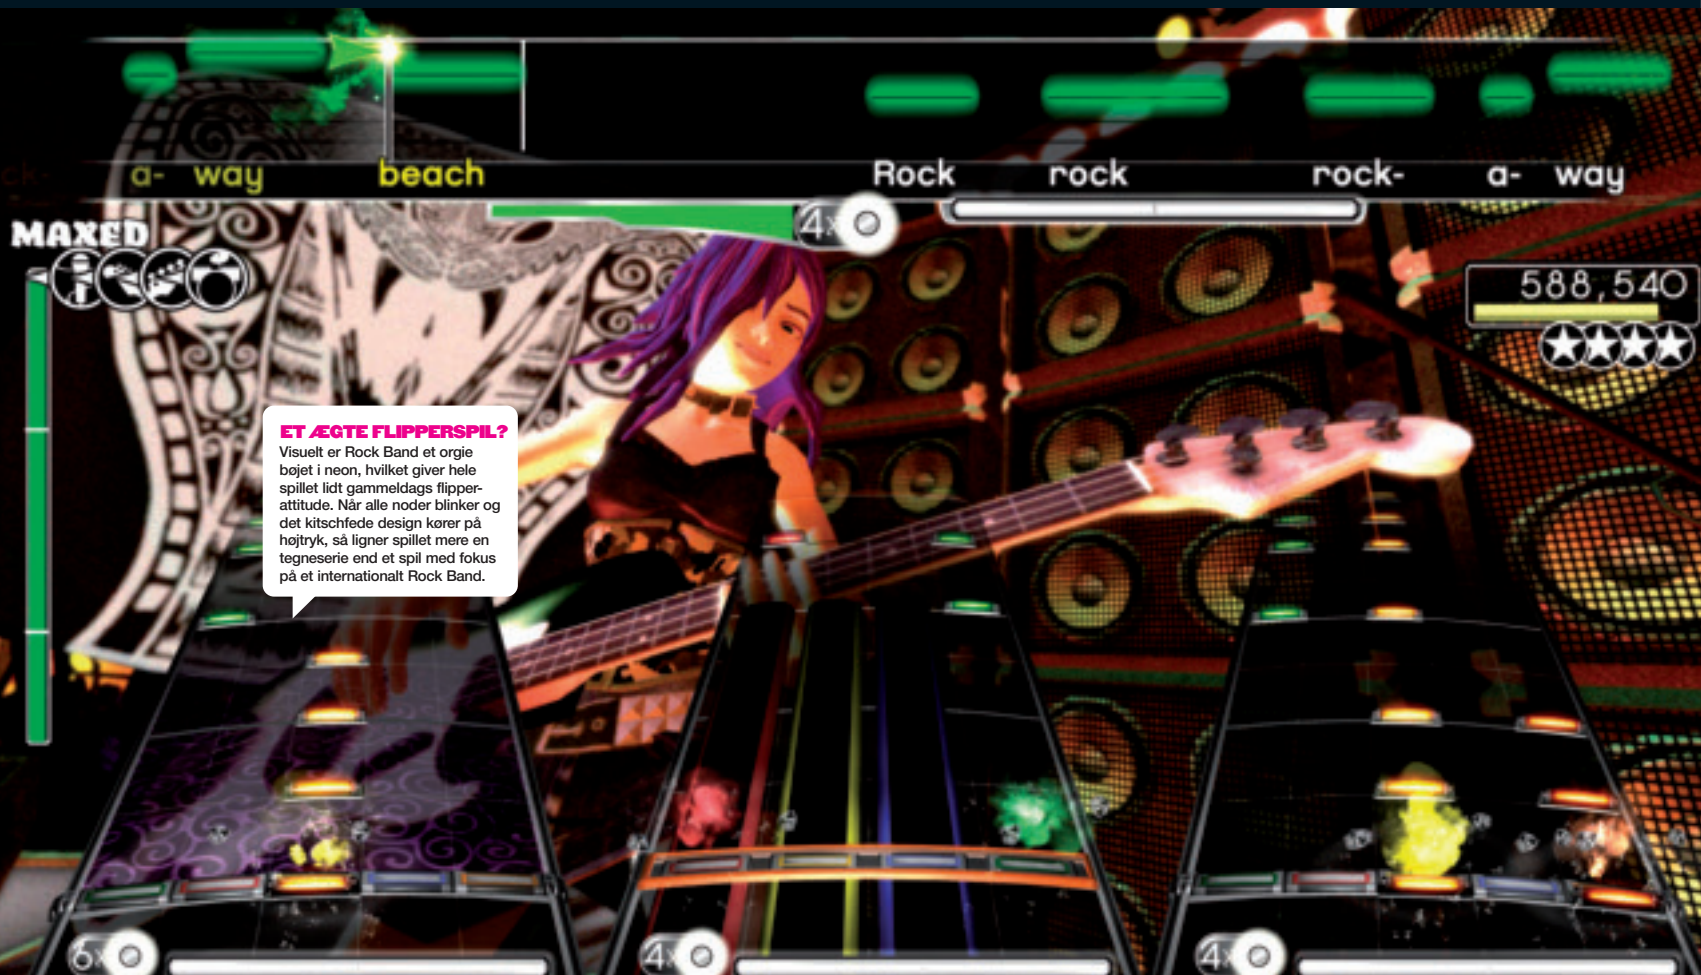 a- way beach Rock rock rock- a- way
4x
MAXED
588,540
ET ÆGTE FLIPPERSPIL?
Visuelt er Rock Band et orgie
bøjet i neon, hvilket giver hele
spillet lidt gammeldags flipper-
attitude. Når alle noder blinker og
det kitschfede design kører på
højtryk, så ligner spillet mere en
tegneserie end et spil med fokus
på et internationalt Rock Band.
6x 4x 4x